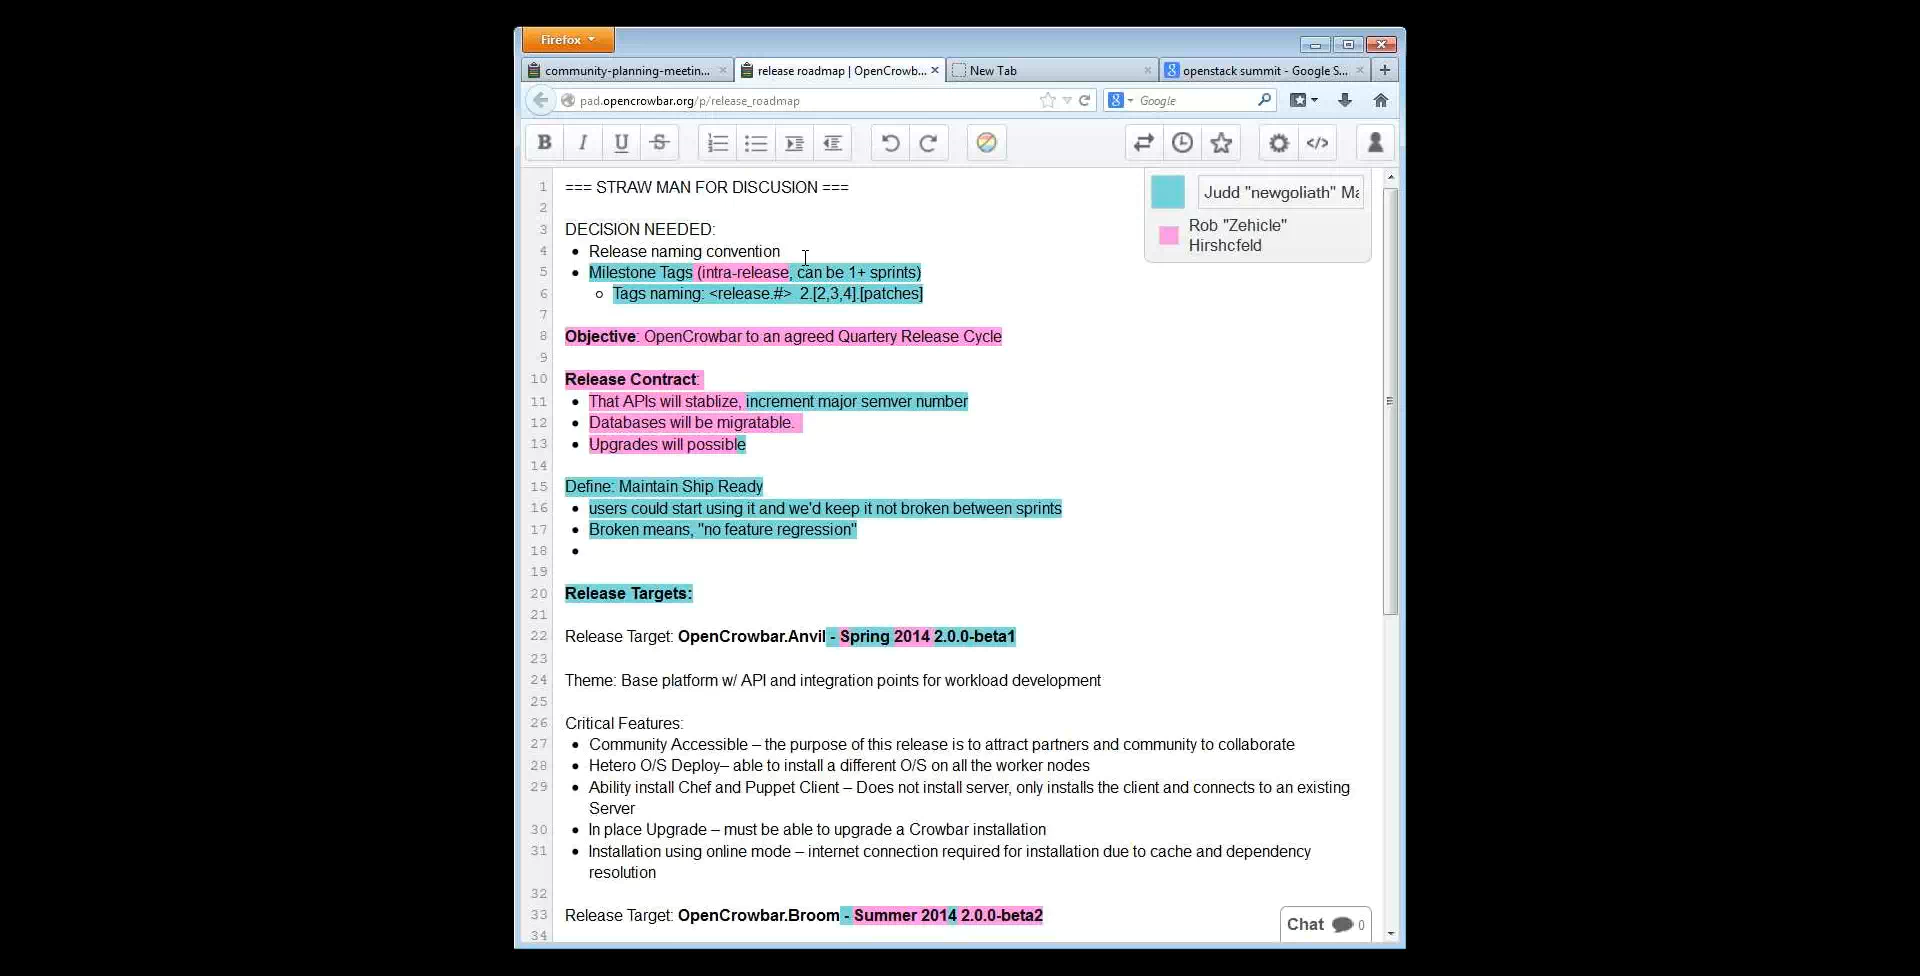 Firefox
community-planning-meetin...
release roadmap | OpenCrowb...
New Tab
openstack summit - Google S...
pad.opencrowbar.org/p/release_roadmap
Google
B I U S
</>
Judd "newgoliath" Ma
Rob "Zehicle"
Hirshcfeld
1 === STRAW MAN FOR DISCUSION ===
2
3 DECISION NEEDED:
4 • Release naming convention
5 • Milestone Tags (intra-release, can be 1+ sprints)
6 ○ Tags naming: <release.#>  2.[2,3,4].[patches]
7
8 Objective: OpenCrowbar to an agreed Quartery Release Cycle
9
10 Release Contract:
11 • That APIs will stablize, increment major semver number
12 • Databases will be migratable.
13 • Upgrades will possible
14
15 Define: Maintain Ship Ready
16 • users could start using it and we'd keep it not broken between sprints
17 • Broken means, "no feature regression"
18 •
19
20 Release Targets:
21
22 Release Target: OpenCrowbar.Anvil - Spring 2014 2.0.0-beta1
23
24 Theme: Base platform w/ API and integration points for workload development
25
26 Critical Features:
27 • Community Accessible – the purpose of this release is to attract partners and community to collaborate
28 • Hetero O/S Deploy– able to install a different O/S on all the worker nodes
29 • Ability install Chef and Puppet Client – Does not install server, only installs the client and connects to an existing
Server
30 • In place Upgrade – must be able to upgrade a Crowbar installation
31 • Installation using online mode – internet connection required for installation due to cache and dependency
resolution
32
33 Release Target: OpenCrowbar.Broom - Summer 2014 2.0.0-beta2
34
Chat 0